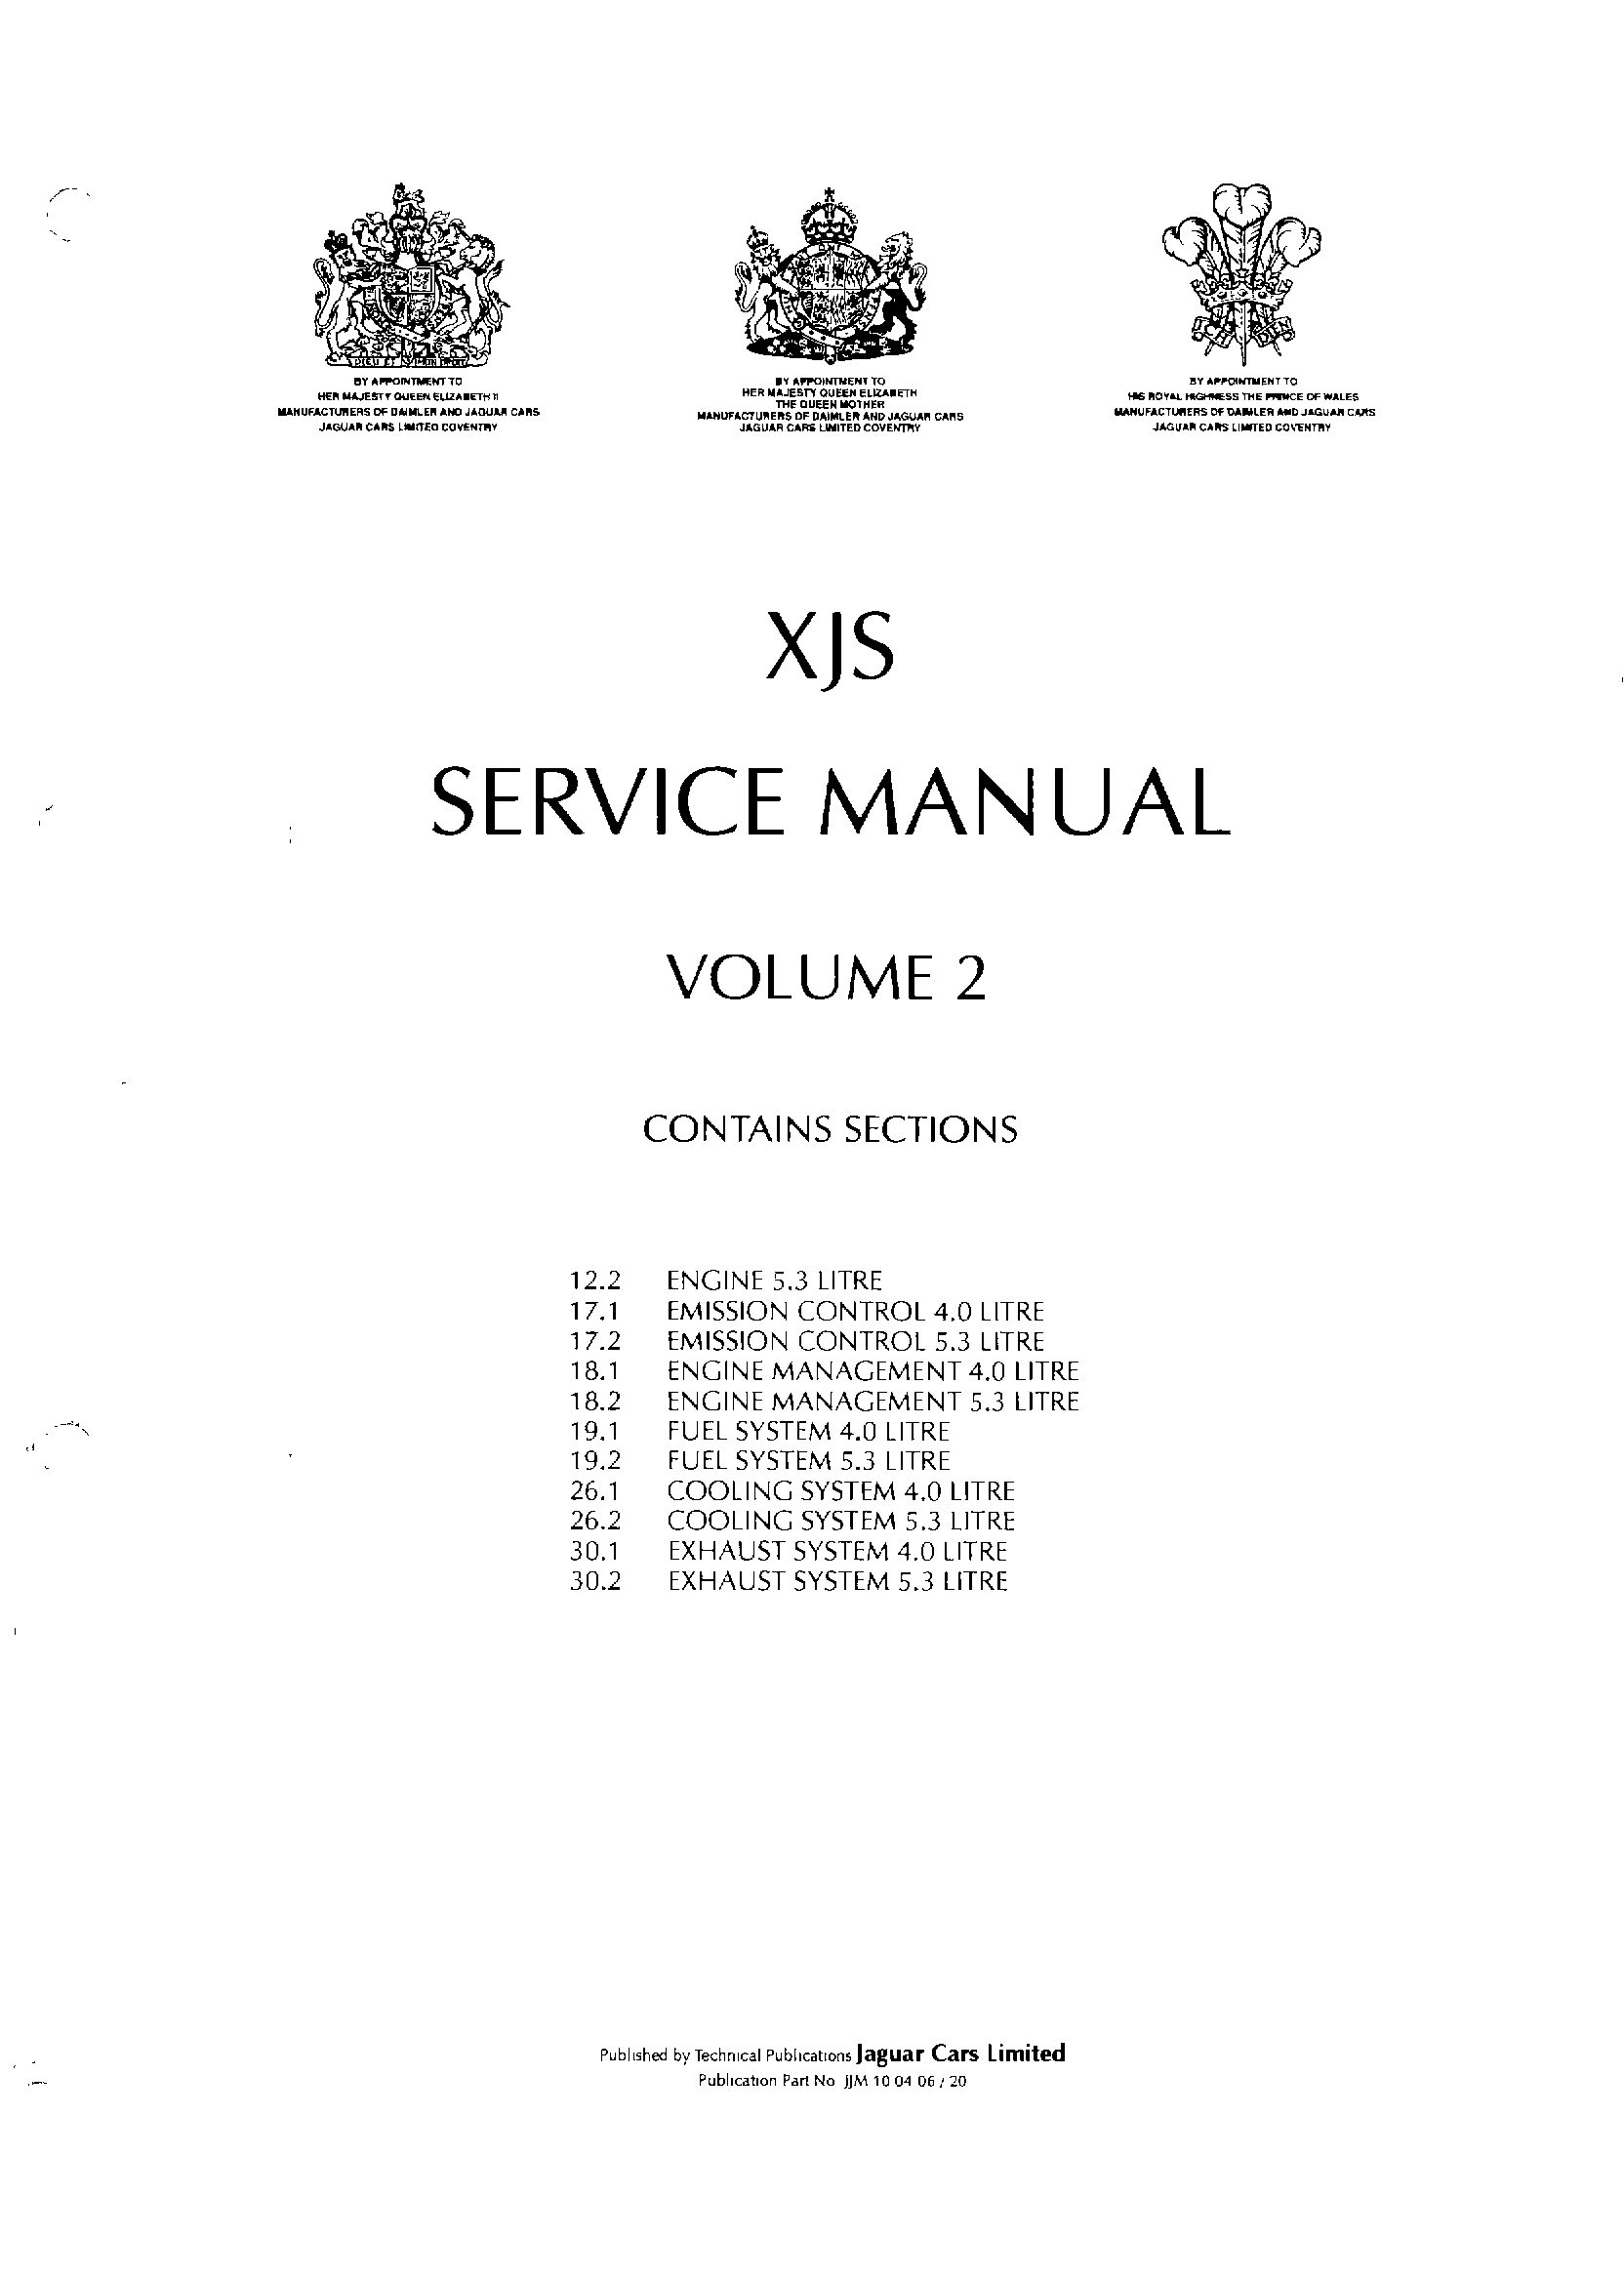 DIEU ET MON DROIT
BY APPOINTMENT TO
HER MAJESTY QUEEN ELIZABETH II
MANUFACTURERS OF DAIMLER AND JAGUAR CARS
JAGUAR CARS LIMITED COVENTRY
BY APPOINTMENT TO
HER MAJESTY QUEEN ELIZABETH
THE QUEEN MOTHER
MANUFACTURERS OF DAIMLER AND JAGUAR CARS
JAGUAR CARS LIMITED COVENTRY
ICH DIEN
BY APPOINTMENT TO
HIS ROYAL HIGHNESS THE PRINCE OF WALES
MANUFACTURERS OF DAIMLER AND JAGUAR CARS
JAGUAR CARS LIMITED COVENTRY
XJS
SERVICE MANUAL
VOLUME 2
CONTAINS SECTIONS
12.2 ENGINE 5.3 LITRE
17.1 EMISSION CONTROL 4.0 LITRE
17.2 EMISSION CONTROL 5.3 LITRE
18.1 ENGINE MANAGEMENT 4.0 LITRE
18.2 ENGINE MANAGEMENT 5.3 LITRE
19.1 FUEL SYSTEM 4.0 LITRE
19.2 FUEL SYSTEM 5.3 LITRE
26.1 COOLING SYSTEM 4.0 LITRE
26.2 COOLING SYSTEM 5.3 LITRE
30.1 EXHAUST SYSTEM 4.0 LITRE
30.2 EXHAUST SYSTEM 5.3 LITRE
Published by Technical Publications Jaguar Cars Limited
Publication Part No JJM 10 04 06 / 20